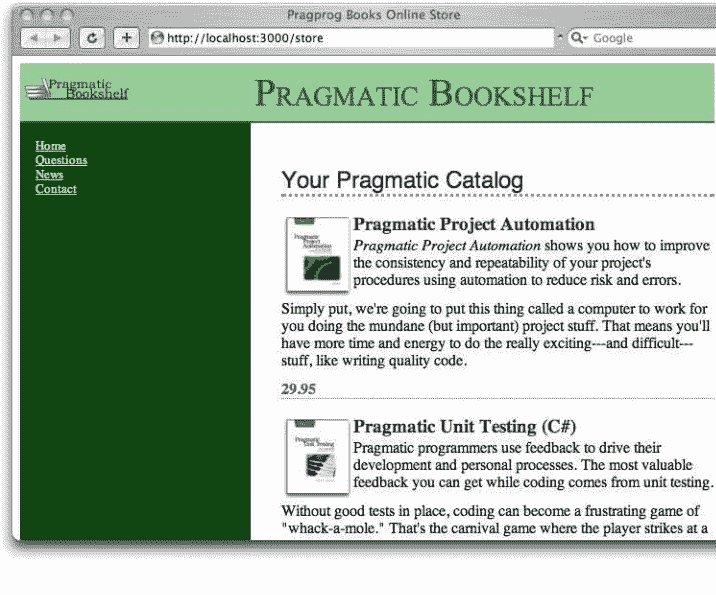 Pragprog Books Online Store
http://localhost:3000/store
Google
Pragmatic
Bookshelf
PRAGMATIC BOOKSHELF
Home
Questions
News
Contact
Your Pragmatic Catalog
Pragmatic Project Automation
Pragmatic Project Automation shows you how to improve
the consistency and repeatability of your project's
procedures using automation to reduce risk and errors.
Simply put, we're going to put this thing called a computer to work for
you doing the mundane (but important) project stuff. That means you'll
have more time and energy to do the really exciting---and difficult---
stuff, like writing quality code.
29.95
Pragmatic Unit Testing (C#)
Pragmatic programmers use feedback to drive their
development and personal processes. The most valuable
feedback you can get while coding comes from unit testing.
Without good tests in place, coding can become a frustrating game of
"whack-a-mole." That's the carnival game where the player strikes at a